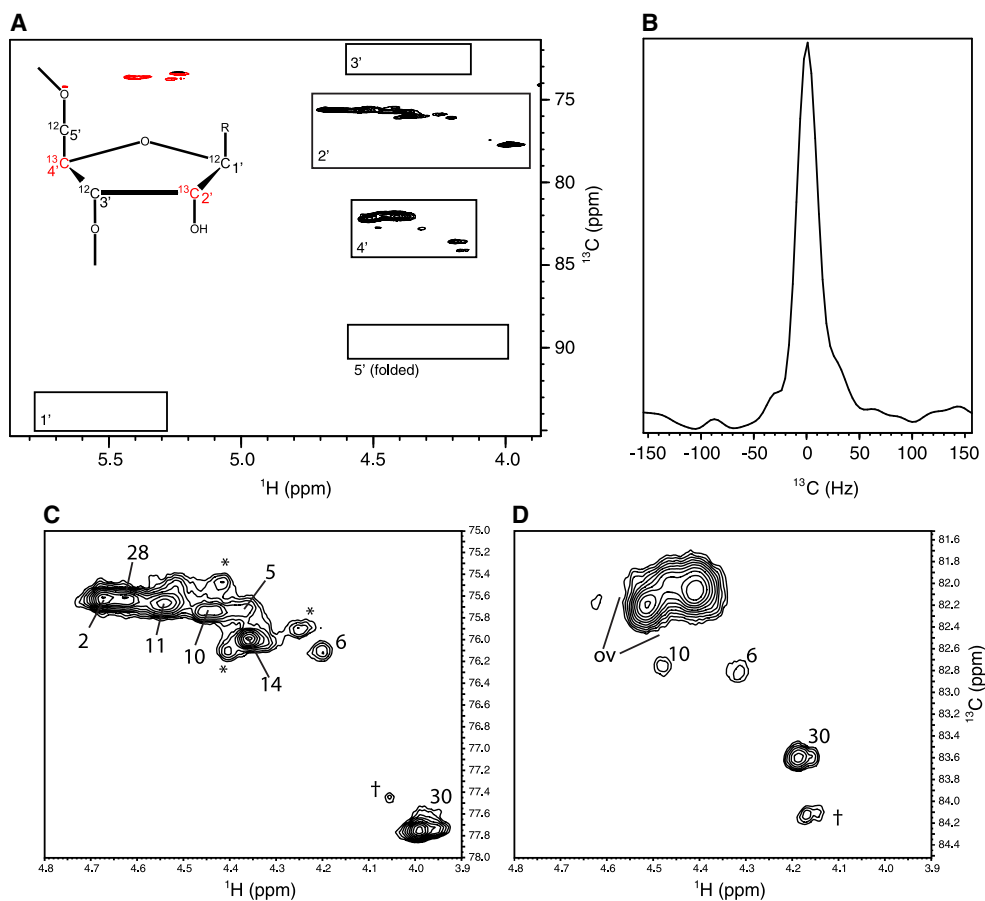 A
3'
2'
4'
5' (folded)
1'
O
12C5'
13C4'
O
R
12C1'
12C3'
13C2'
O
OH
75
80
85
90
13C (ppm)
5.5 5.0 4.5 4.0
1H (ppm)
B
-150 -100 -50 0 50 100 150
13C (Hz)
C
28
*
5
*
2
11
10
*
14
6
†
30
75.0
75.2
75.4
75.6
75.8
76.0
76.2
76.4
76.6
76.8
77.0
77.2
77.4
77.6
77.8
78.0
4.8 4.7 4.6 4.5 4.4 4.3 4.2 4.1 4.0 3.9
1H (ppm)
D
ov
10
6
30
†
81.6
81.8
82.0
82.2
82.4
82.6
82.8
83.0
83.2
83.4
83.6
83.8
84.0
84.2
84.4
13C (ppm)
4.8 4.7 4.6 4.5 4.4 4.3 4.2 4.1 4.0 3.9
1H (ppm)